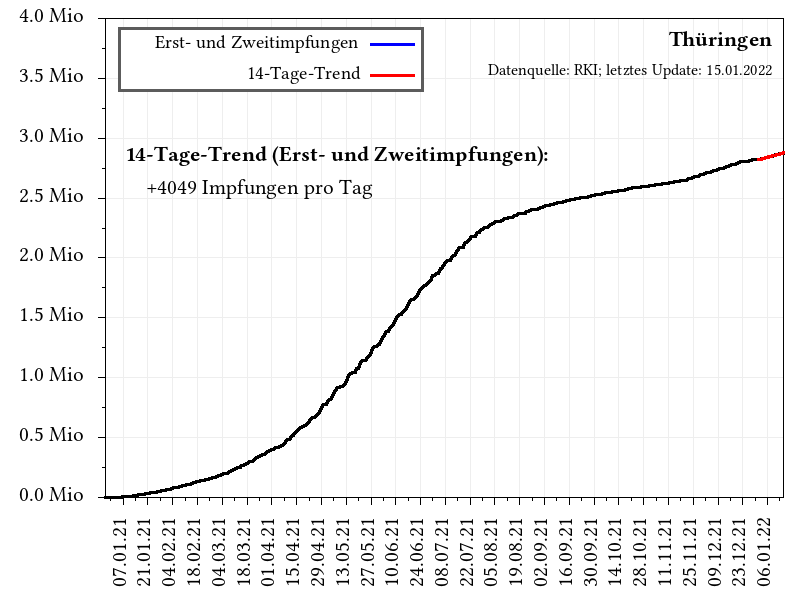 4.0 Mio
3.5 Mio
3.0 Mio
2.5 Mio
2.0 Mio
1.5 Mio
1.0 Mio
0.5 Mio
0.0 Mio
Erst- und Zweitimpfungen
14-Tage-Trend
Thüringen
Datenquelle: RKI; letztes Update: 15.01.2022
14-Tage-Trend (Erst- und Zweitimpfungen):
+4049 Impfungen pro Tag
07.01.21
21.01.21
04.02.21
18.02.21
04.03.21
18.03.21
01.04.21
15.04.21
29.04.21
13.05.21
27.05.21
10.06.21
24.06.21
08.07.21
22.07.21
05.08.21
19.08.21
02.09.21
16.09.21
30.09.21
14.10.21
28.10.21
11.11.21
25.11.21
09.12.21
23.12.21
06.01.22